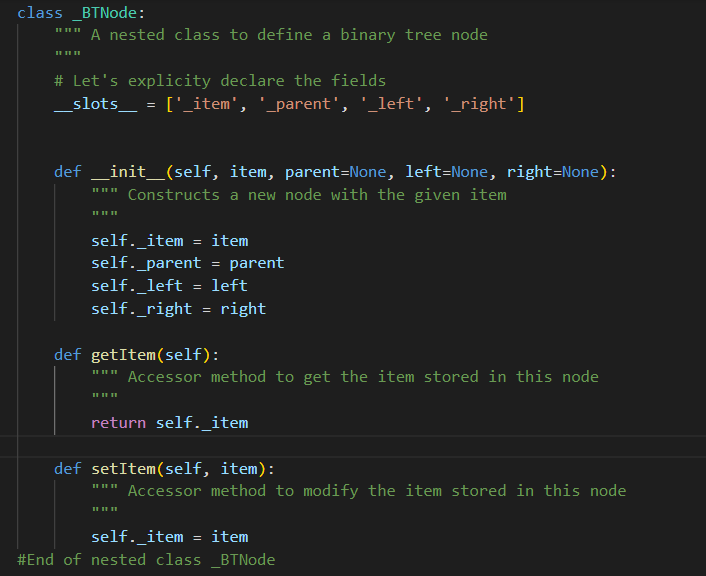 class _BTNode:
    """ A nested class to define a binary tree node
    """
    # Let's explicity declare the fields
    __slots__ = ['_item', '_parent', '_left', '_right']
    def __init__(self, item, parent=None, left=None, right=None):
        """ Constructs a new node with the given item
        """
        self._item = item
        self._parent = parent
        self._left = left
        self._right = right
    def getItem(self):
        """ Accessor method to get the item stored in this node
        """
        return self._item
    def setItem(self, item):
        """ Accessor method to modify the item stored in this node
        """
        self._item = item
#End of nested class _BTNode